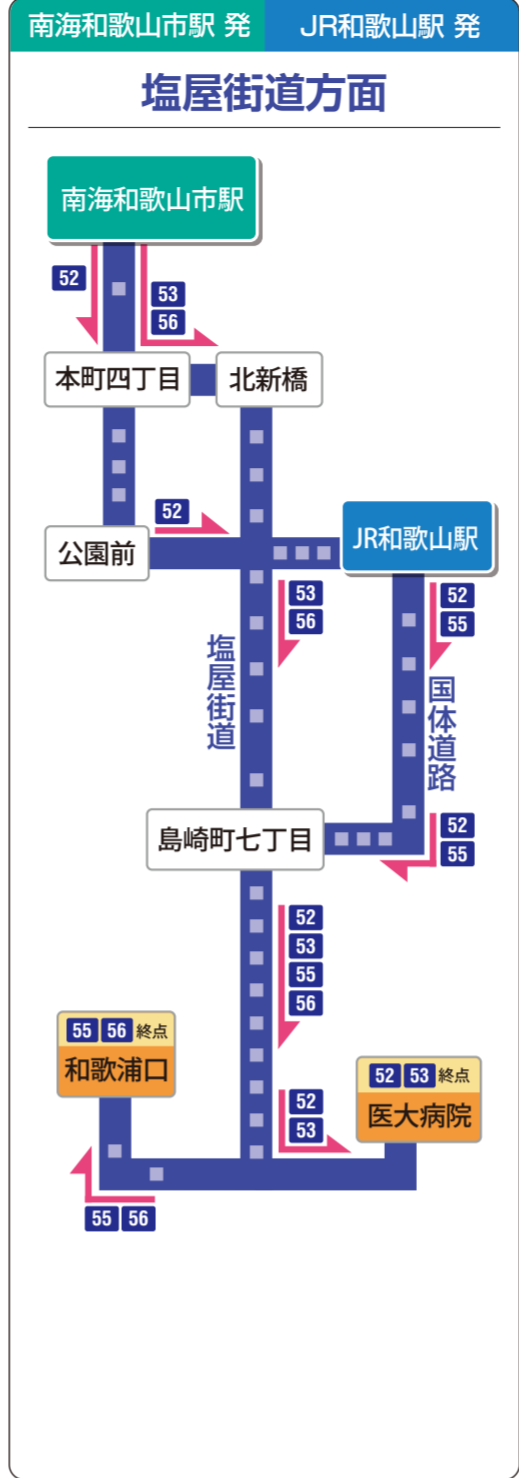 南海和歌山市駅 発
JR和歌山駅 発
塩屋街道方面
南海和歌山市駅
52
53
56
本町四丁目
北新橋
52
公園前
JR和歌山駅
53
56
52
55
塩屋街道
国体道路
52
55
島崎町七丁目
52
53
55
56
55 56 終点
和歌浦口
52 53 終点
医大病院
52
53
55 56